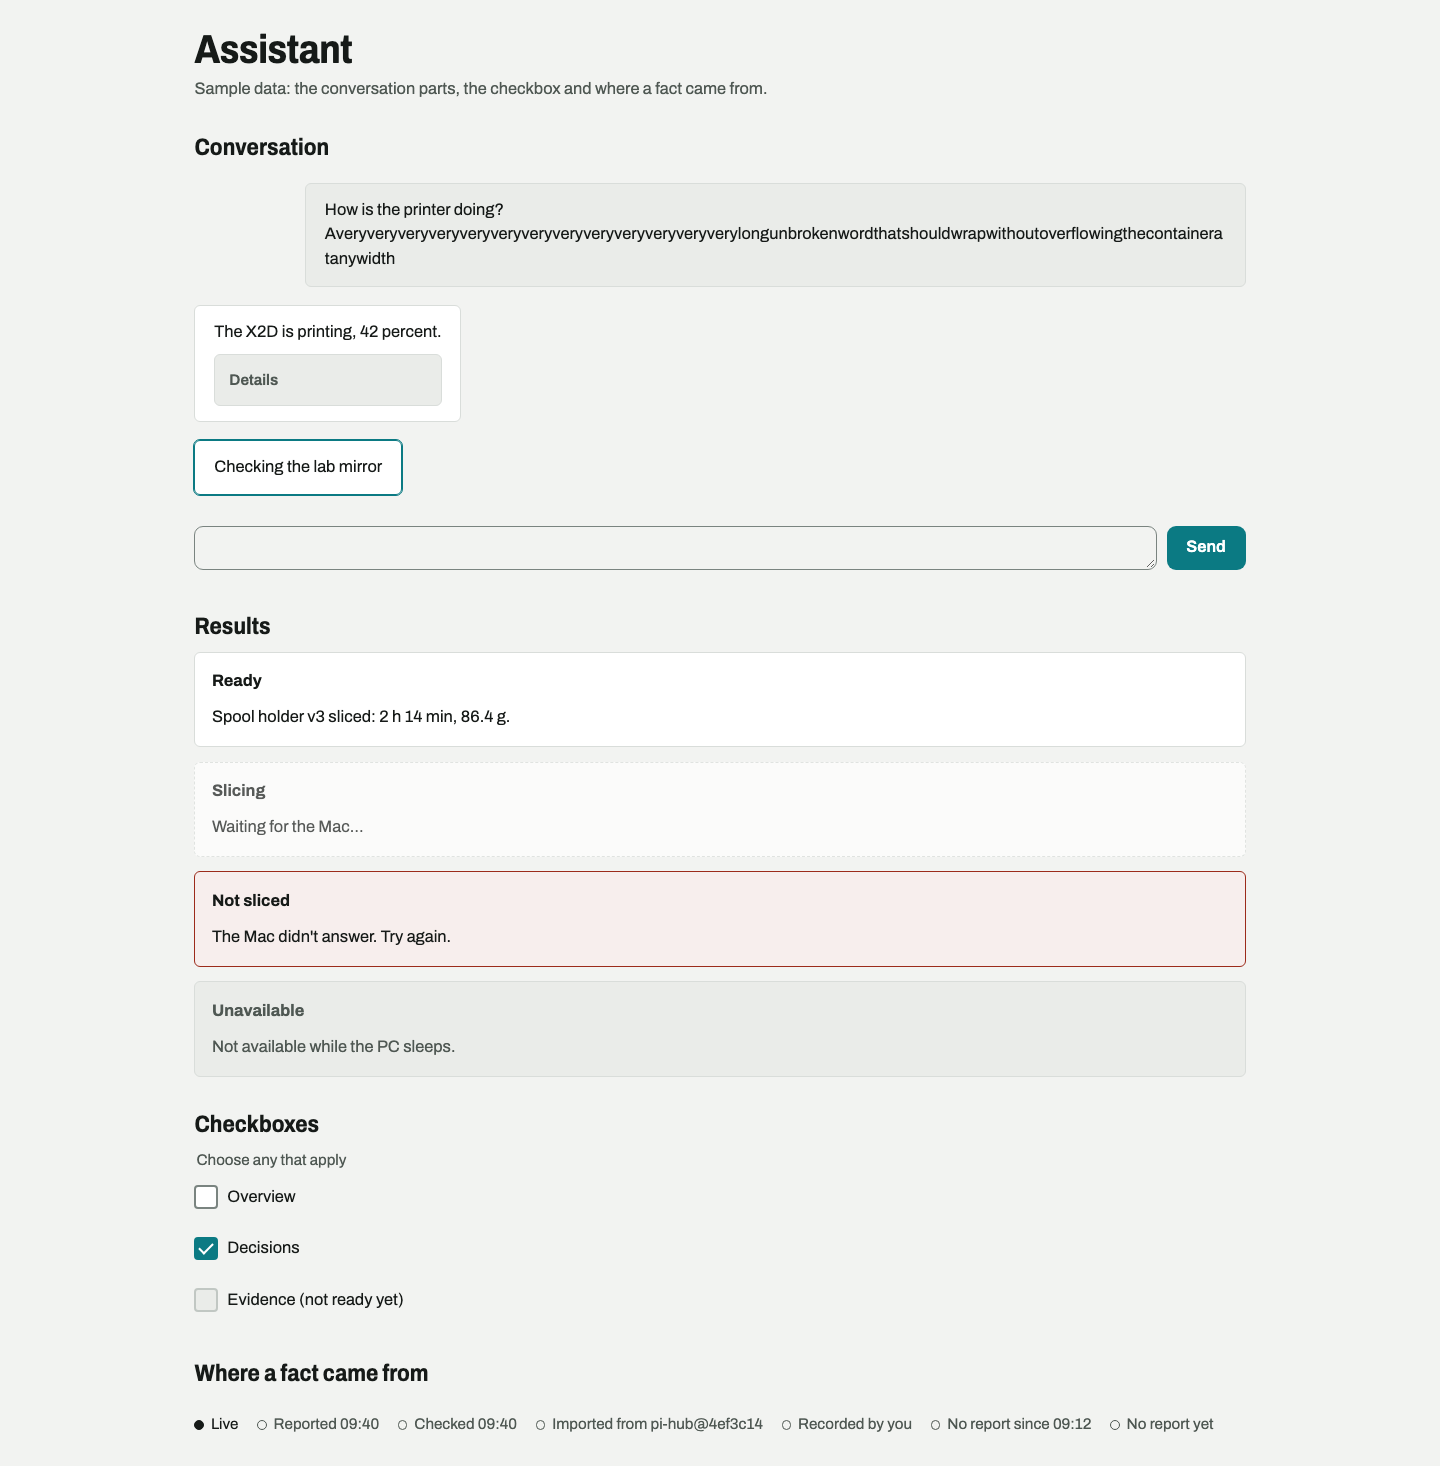 Assistant
Sample data: the conversation parts, the checkbox and where a fact came from.
Conversation
How is the printer doing?
Averyveryveryveryveryveryveryveryveryveryveryveryverylongunbrokenwordthatshouldwrapwithoutoverflowingthecontainera
tanywidth
The X2D is printing, 42 percent.
Details
Checking the lab mirror
Send
Results
Ready
Spool holder v3 sliced: 2 h 14 min, 86.4 g.
Slicing
Waiting for the Mac…
Not sliced
The Mac didn't answer. Try again.
Unavailable
Not available while the PC sleeps.
Checkboxes
Choose any that apply
Overview
Decisions
Evidence (not ready yet)
Where a fact came from
Live Reported 09:40 Checked 09:40 Imported from pi-hub@4ef3c14 Recorded by you No report since 09:12 No report yet